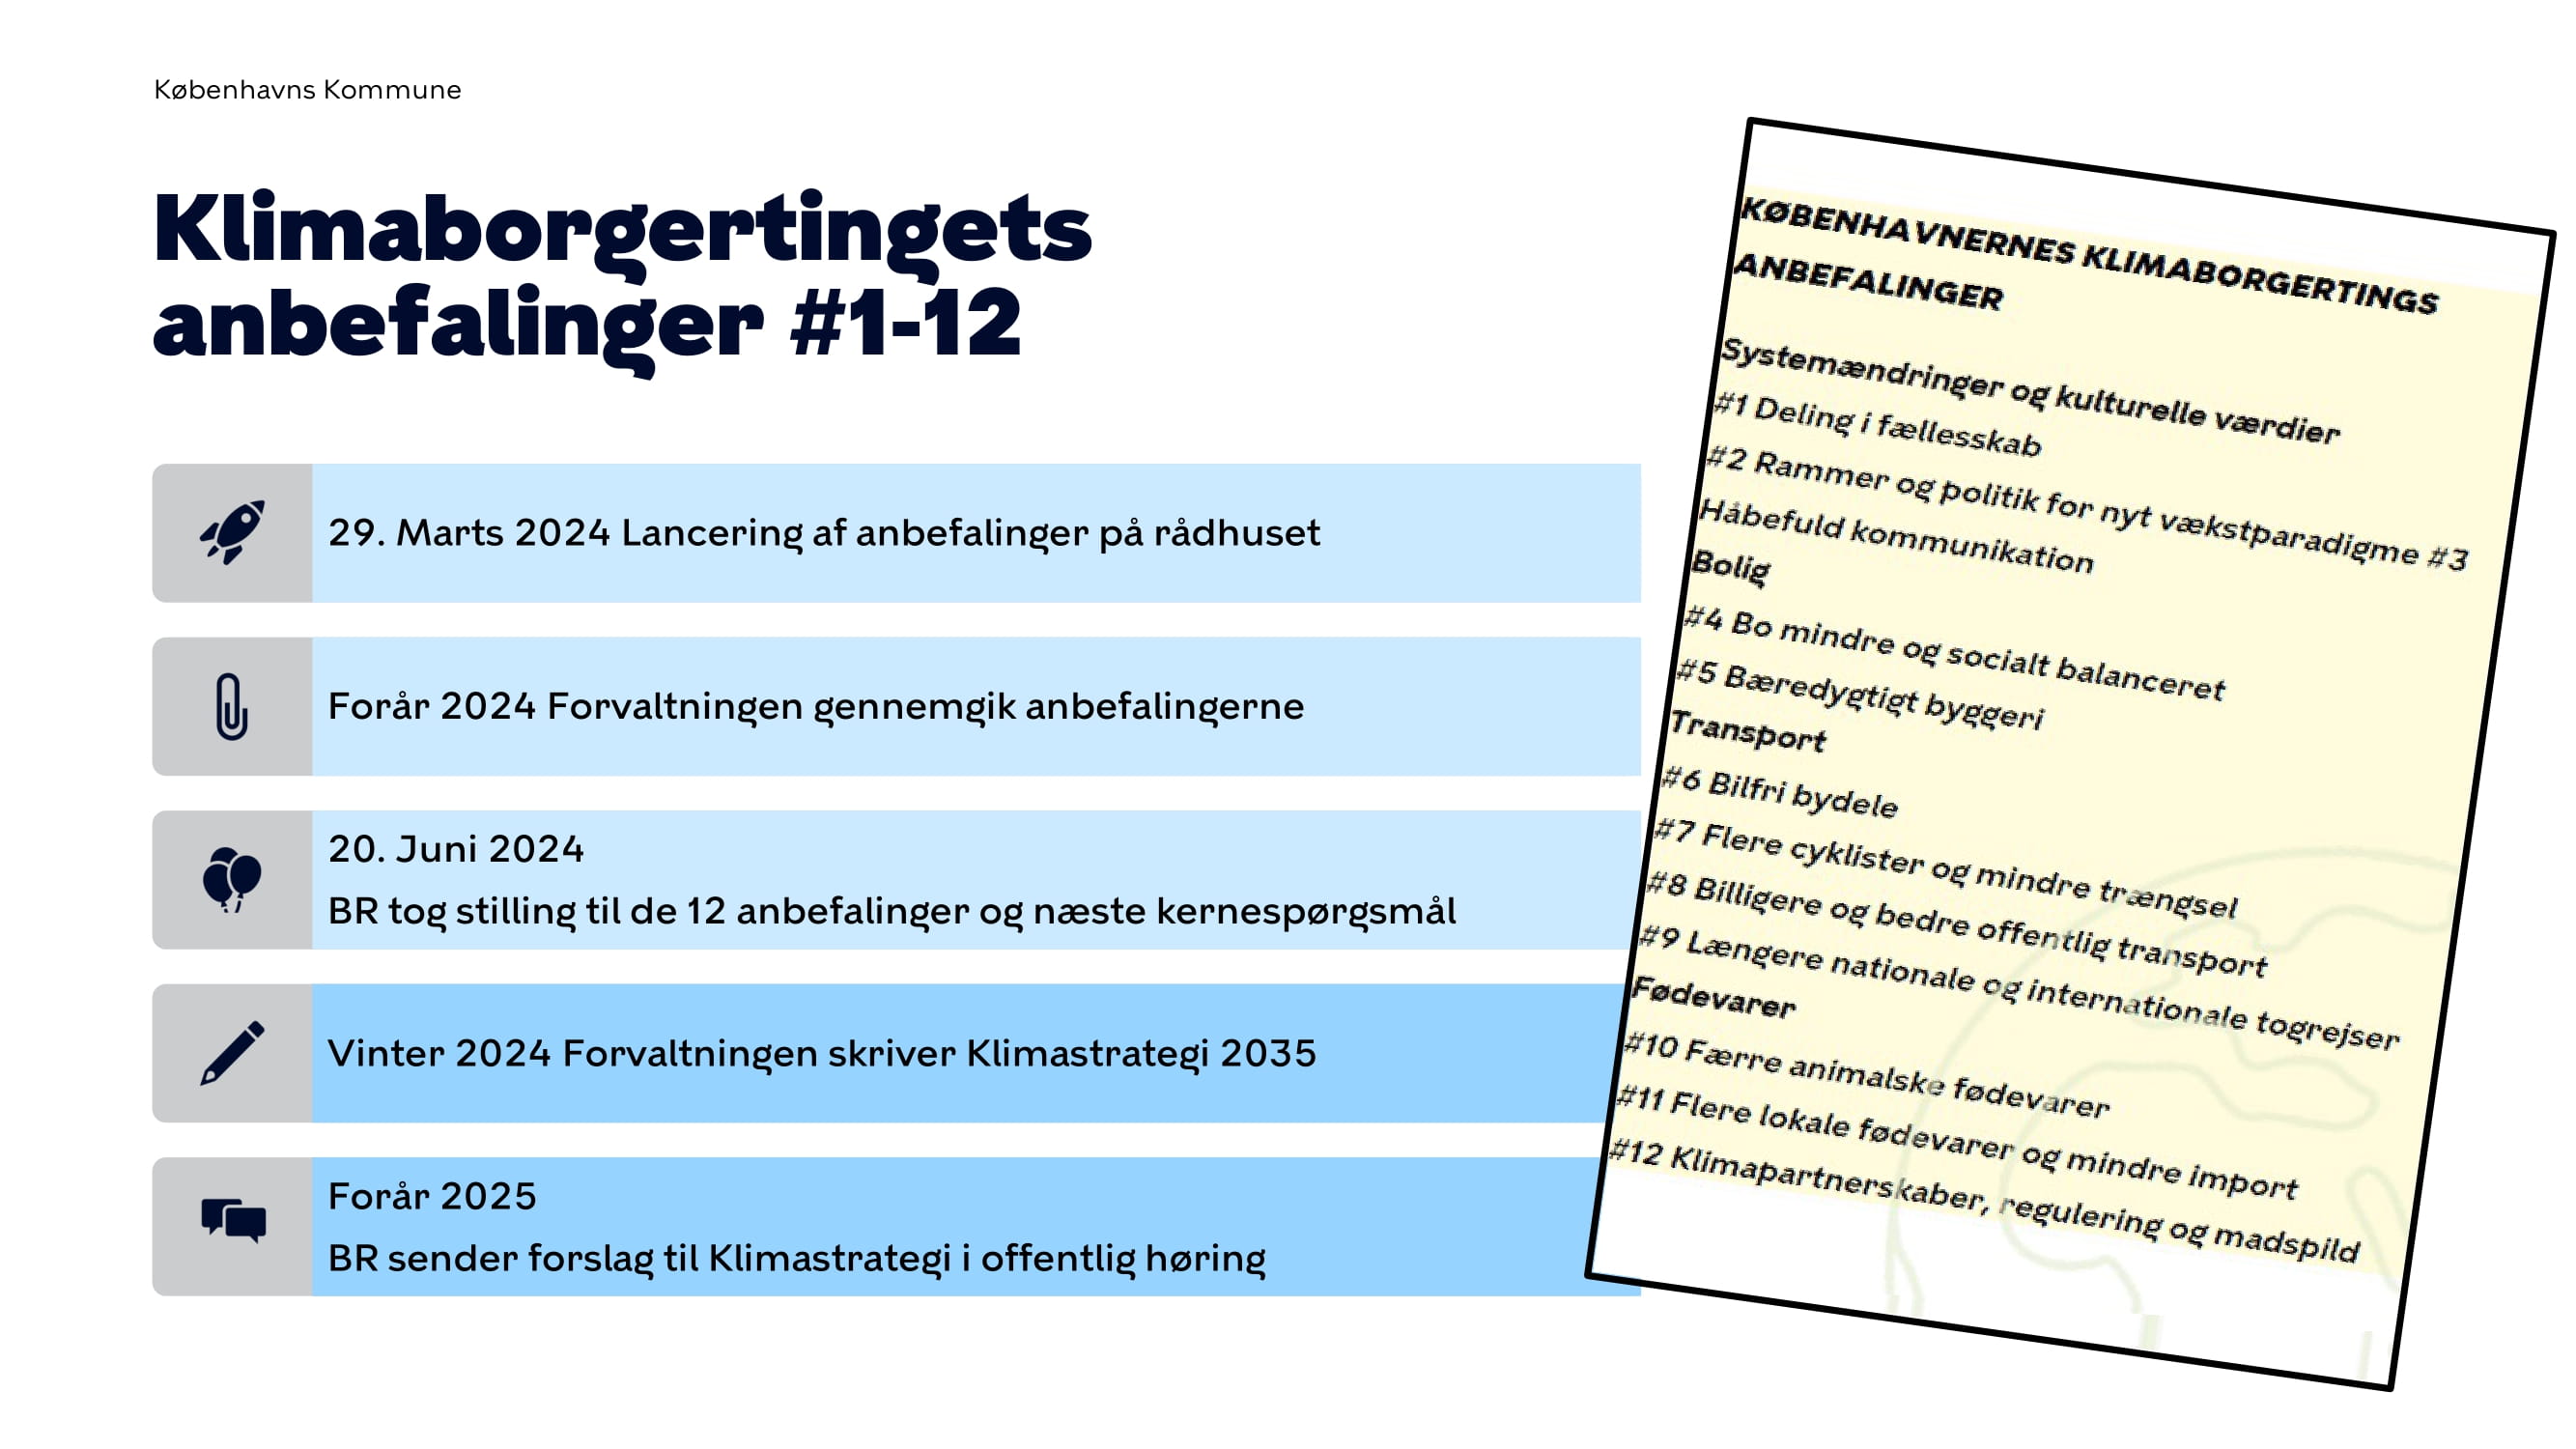 Københavns Kommune
Klimaborgertingets
anbefalinger #1-12
29. Marts 2024 Lancering af anbefalinger på rådhuset
Forår 2024 Forvaltningen gennemgik anbefalingerne
20. Juni 2024
BR tog stilling til de 12 anbefalinger og næste kernespørgsmål
Vinter 2024 Forvaltningen skriver Klimastrategi 2035
Forår 2025
BR sender forslag til Klimastrategi i offentlig høring
KØBENHAVNERNES KLIMABORGERTINGS
ANBEFALINGER
Systemændringer og kulturelle værdier
#1 Deling i fællesskab
#2 Rammer og politik for nyt vækstparadigme #3
Håbefuld kommunikation
Bolig
#4 Bo mindre og socialt balanceret
#5 Bæredygtigt byggeri
Transport
#6 Bilfri bydele
#7 Flere cyklister og mindre trængsel
#8 Billigere og bedre offentlig transport
#9 Længere nationale og internationale togrejser
Fødevarer
#10 Færre animalske fødevarer
#11 Flere lokale fødevarer og mindre import
#12 Klimapartnerskaber, regulering og madspild